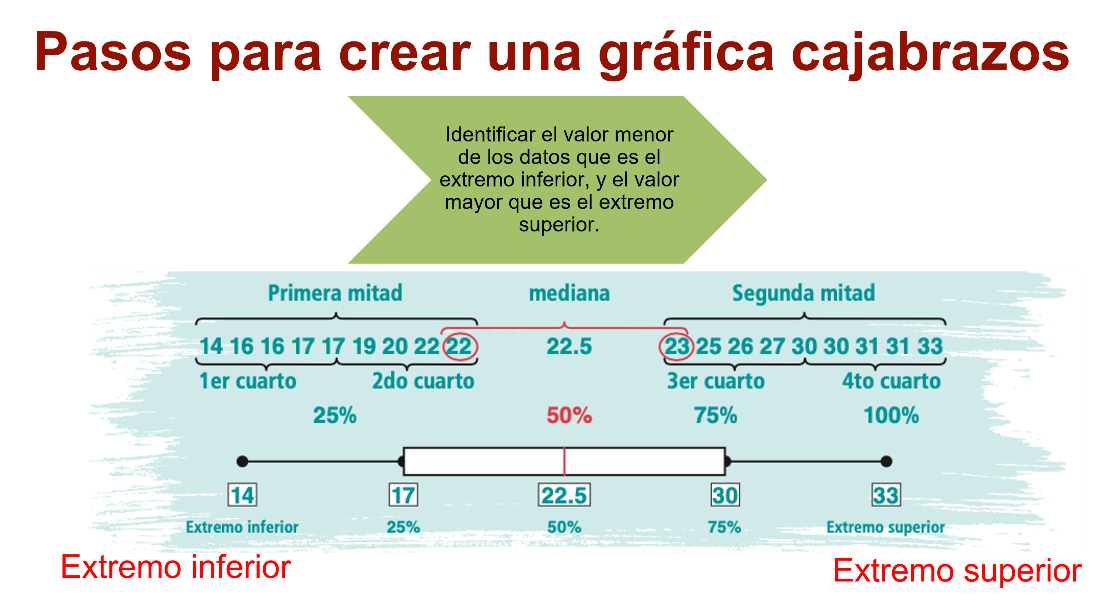 Pasos para crear una gráfica cajabrazos
Identificar el valor menor
de los datos que es el
extremo inferior, y el valor
mayor que es el extremo
superior.
Primera mitad mediana Segunda mitad
14 16 16 17 17 19 20 22 22 22.5 23 25 26 27 30 30 31 31 33
1er cuarto 2do cuarto 3er cuarto 4to cuarto
25% 50% 75% 100%
14 17 22.5 30 33
Extremo inferior 25% 50% 75% Extremo superior
Extremo inferior Extremo superior